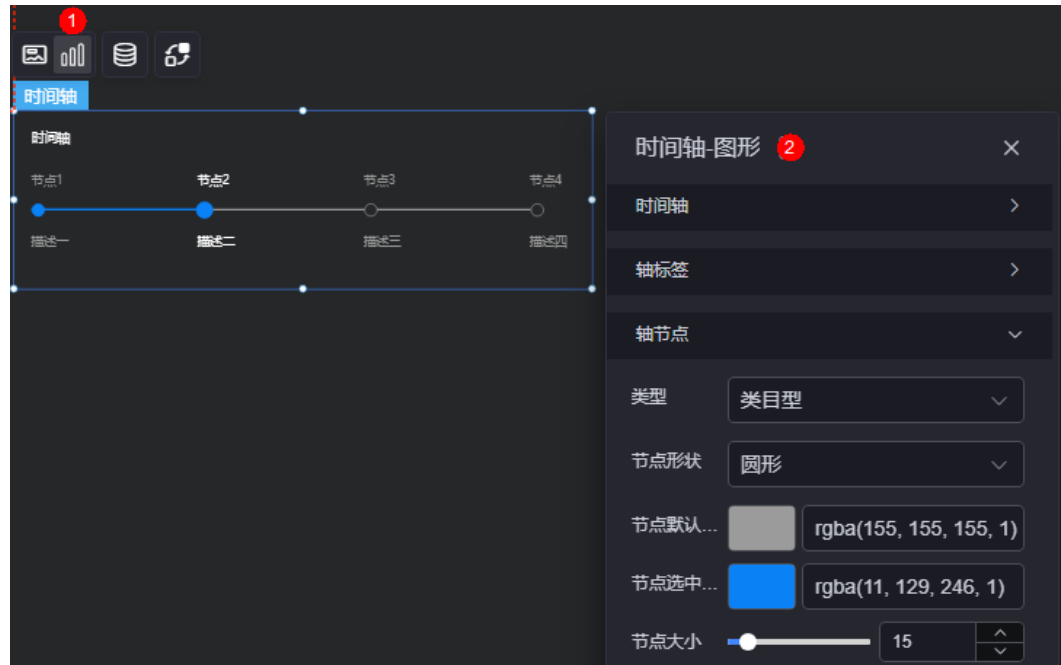 1
时间轴
时间轴
节点1 节点2 节点3 节点4
描述一 描述二 描述三 描述四
时间轴-图形 2
时间轴
轴标签
轴节点
类型 类目型
节点形状 圆形
节点默认... rgba(155, 155, 155, 1)
节点选中... rgba(11, 129, 246, 1)
节点大小 15